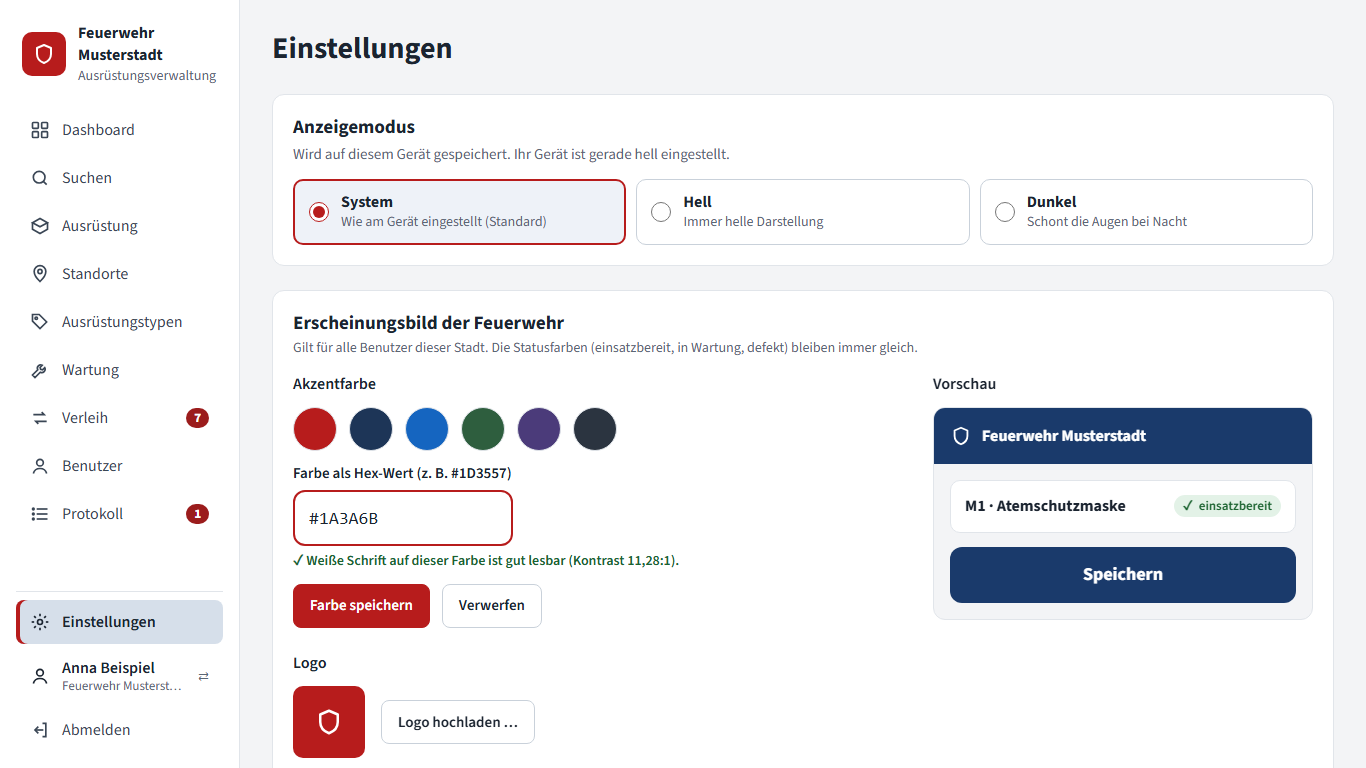 Feuerwehr
Musterstadt
Ausrüstungsverwaltung
Dashboard
Suchen
Ausrüstung
Standorte
Ausrüstungstypen
Wartung
Verleih 7
Benutzer
Protokoll 1
Einstellungen
Anna Beispiel
Feuerwehr Musterst…
Abmelden
Einstellungen
Anzeigemodus
Wird auf diesem Gerät gespeichert. Ihr Gerät ist gerade hell eingestellt.
System
Wie am Gerät eingestellt (Standard)
Hell
Immer helle Darstellung
Dunkel
Schont die Augen bei Nacht
Erscheinungsbild der Feuerwehr
Gilt für alle Benutzer dieser Stadt. Die Statusfarben (einsatzbereit, in Wartung, defekt) bleiben immer gleich.
Akzentfarbe
Farbe als Hex-Wert (z. B. #1D3557)
#1A3A6B
✓ Weiße Schrift auf dieser Farbe ist gut lesbar (Kontrast 11,28:1).
Farbe speichern
Verwerfen
Logo
Logo hochladen …
Vorschau
Feuerwehr Musterstadt
M1 · Atemschutzmaske
✓ einsatzbereit
Speichern